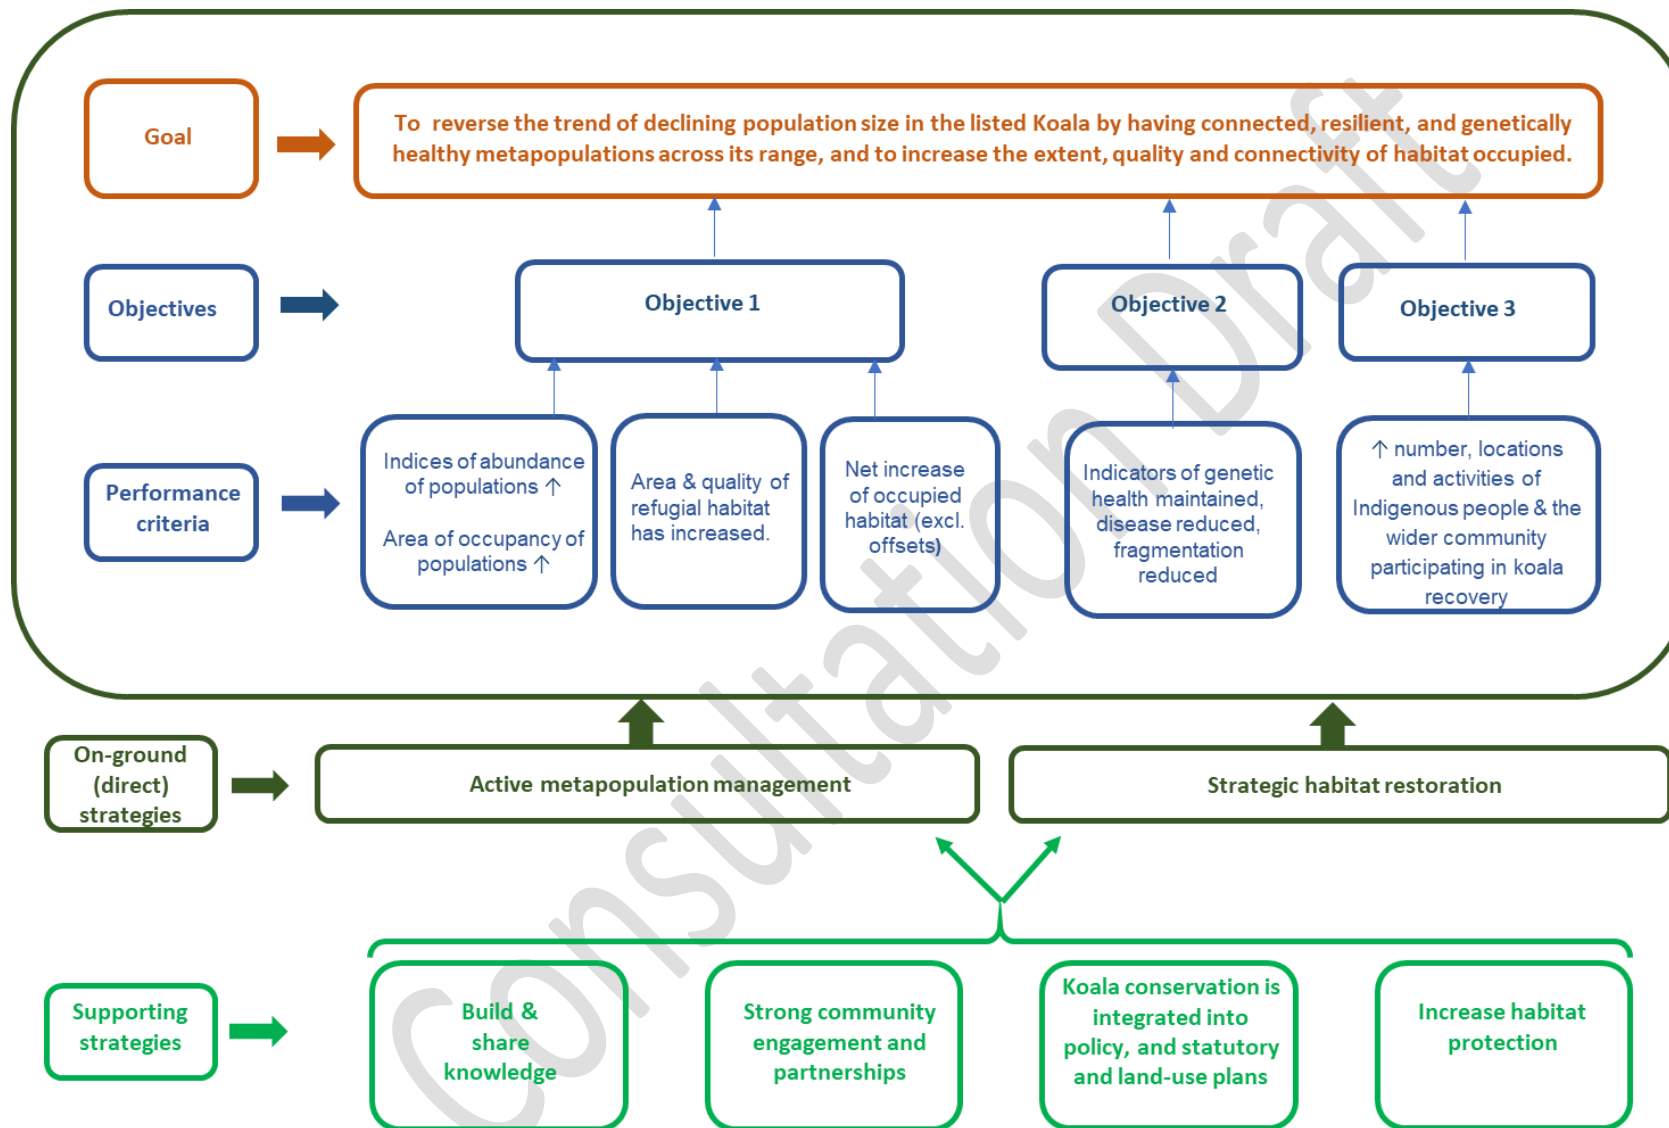 Goal
To reverse the trend of declining population size in the listed Koala by having connected, resilient, and genetically
healthy metapopulations across its range, and to increase the extent, quality and connectivity of habitat occupied.
Objectives
Objective 1
Objective 2
Objective 3
Performance
criteria
Indices of abundance
of populations ↑
Area of occupancy of
populations ↑
Area & quality of
refugial habitat
has increased.
Net increase
of occupied
habitat (excl.
offsets)
Indicators of genetic
health maintained,
disease reduced,
fragmentation
reduced
↑ number, locations
and activities of
Indigenous people & the
wider community
participating in koala
recovery
On-ground
(direct)
strategies
Active metapopulation management
Strategic habitat restoration
Supporting
strategies
Build &
share
knowledge
Strong community
engagement and
partnerships
Koala conservation is
integrated into
policy, and statutory
and land-use plans
Increase habitat
protection
Consultation Draft